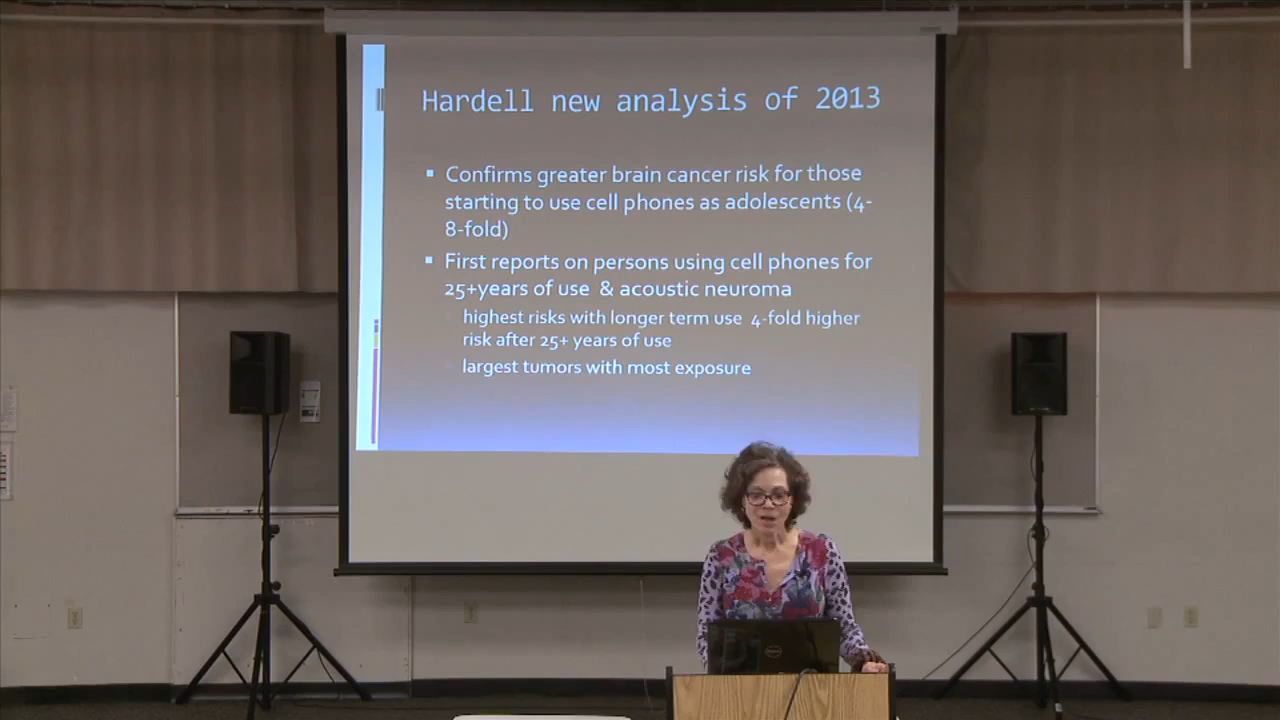 Hardell new analysis of 2013
Confirms greater brain cancer risk for those
starting to use cell phones as adolescents (4-
8-fold)
First reports on persons using cell phones for
25+years of use & acoustic neuroma
highest risks with longer term use 4-fold higher
risk after 25+ years of use
largest tumors with most exposure
DELL